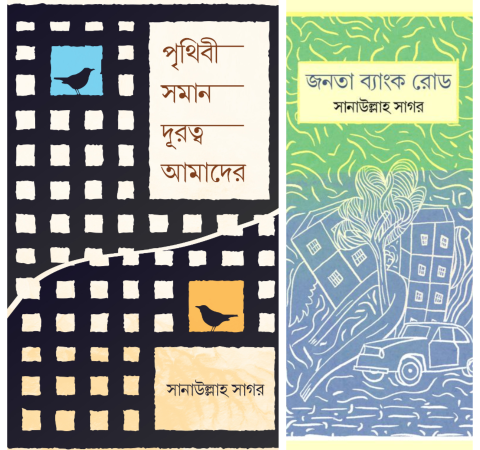 পৃথিবী
সমান
দূরত্ব
আমাদের
সানাউল্লাহ সাগর
জনতা ব্যাংক রোড
সানাউল্লাহ সাগর